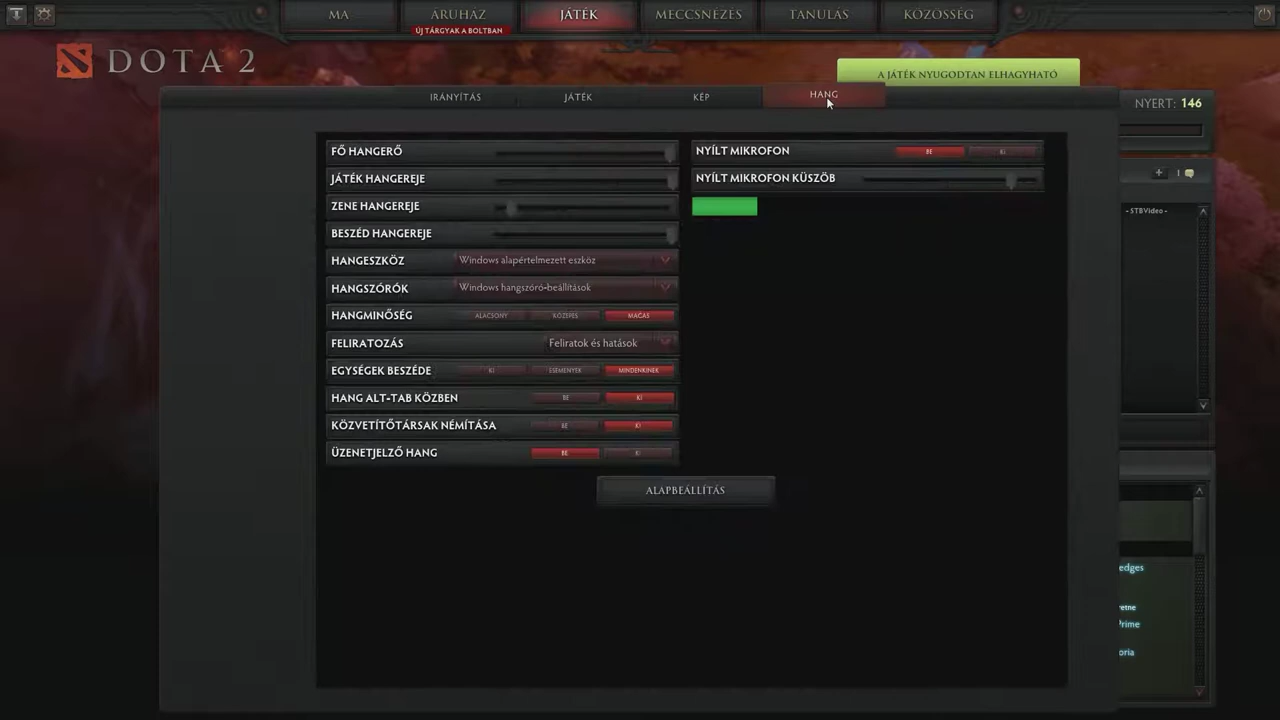 MA ÁRUHÁZ JÁTÉK MECCSNÉZÉS TANULÁS KÖZÖSSÉG
ÚJ TÁRGYAK A BOLTBAN
DOTA 2
A JÁTÉK NYUGODTAN ELHAGYHATÓ
IRÁNYÍTÁS JÁTÉK KÉP HANG
NYERT: 146
FŐ HANGERŐ
JÁTÉK HANGEREJE
ZENE HANGEREJE
BESZÉD HANGEREJE
HANGESZKÖZ Windows alapértelmezett eszköz
HANGSZÓRÓK Windows hangszóró-beállítások
HANGMINŐSÉG ALACSONY KÖZEPES MAGAS
FELIRATOZÁS Feliratok és hatások
EGYSÉGEK BESZÉDE KI ESEMÉNYEK MINDENKINEK
HANG ALT-TAB KÖZBEN BE KI
KÖZVETÍTŐTÁRSAK NÉMÍTÁSA BE KI
ÜZENETJELZŐ HANG BE KI
ALAPBEÁLLÍTÁS
NYÍLT MIKROFON BE KI
NYÍLT MIKROFON KÜSZÖB
+ 1
- STBVideo -
edges
retne
Prime
oria